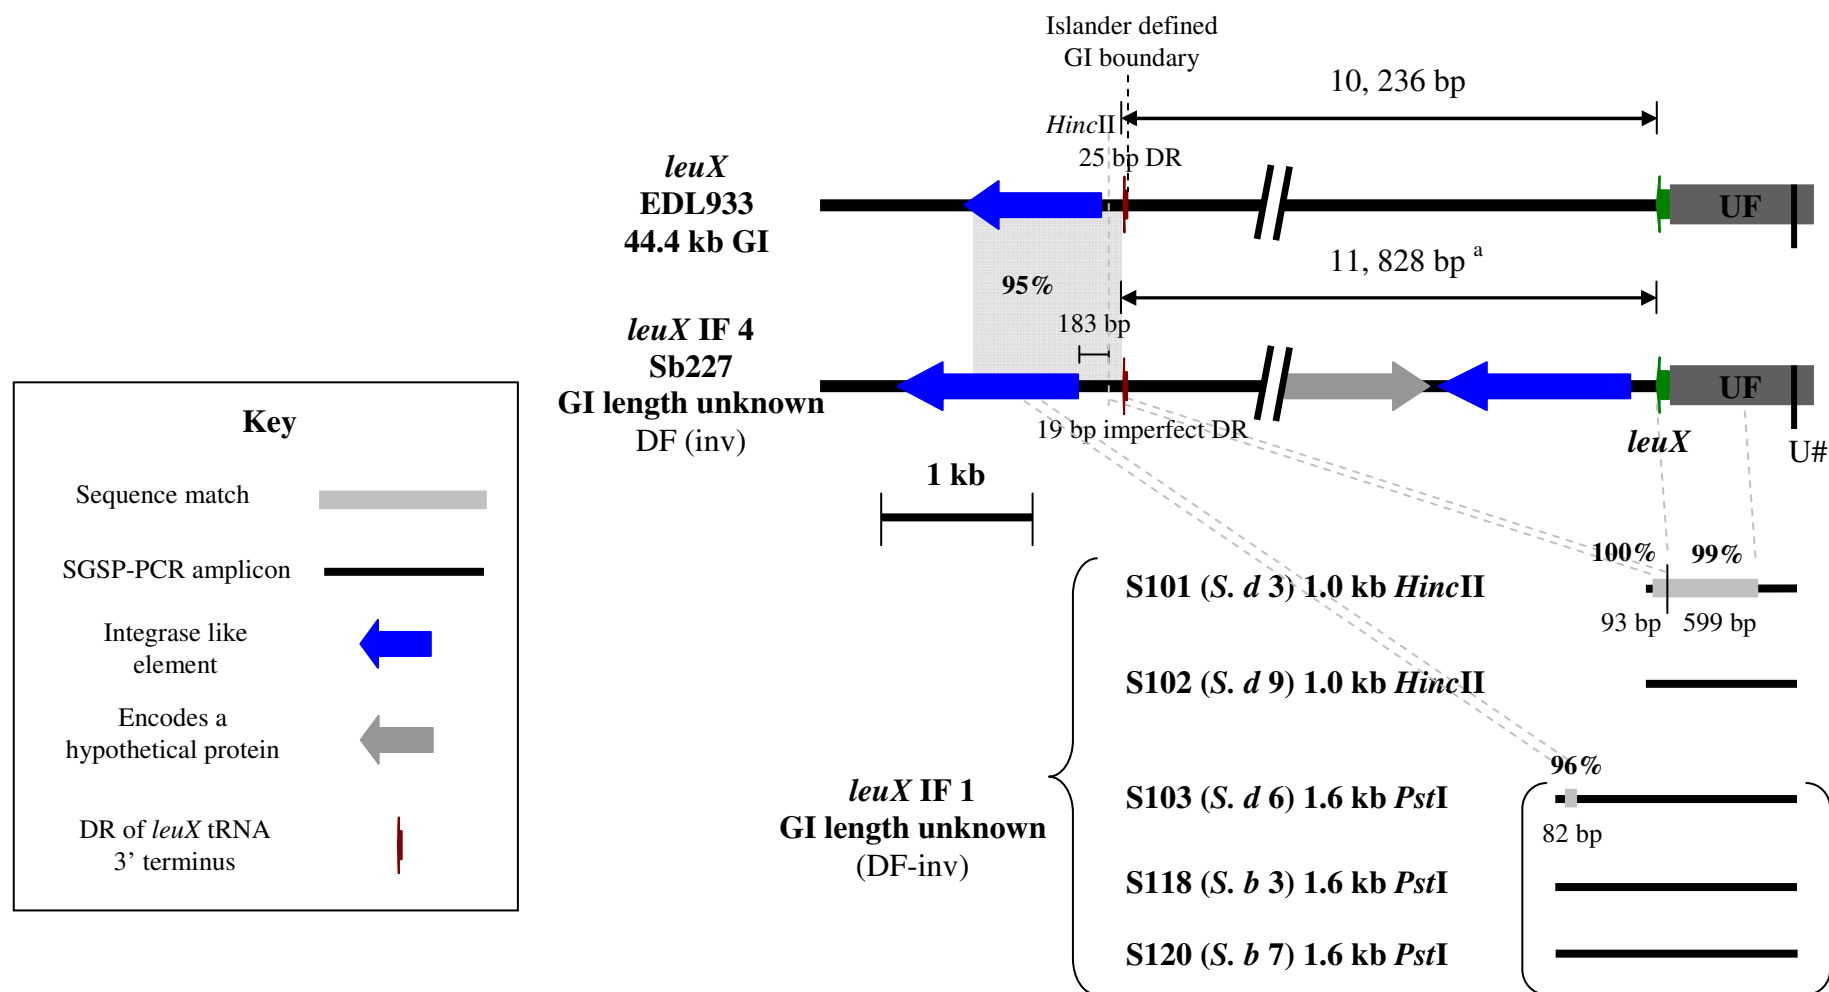 Islander defined
GI boundary
10, 236 bp
HincII
25 bp DR
leuX
EDL933
44.4 kb GI
UF
11, 828 bp a
95%
183 bp
leuX IF 4
Sb227
GI length unknown
DF (inv)
UF
19 bp imperfect DR
leuX
U#
1 kb
Key
Sequence match
SGSP-PCR amplicon
Integrase like
element
Encodes a
hypothetical protein
DR of leuX tRNA
3’ terminus
100% 99%
S101 (S. d 3) 1.0 kb HincII
93 bp 599 bp
S102 (S. d 9) 1.0 kb HincII
96%
S103 (S. d 6) 1.6 kb PstI
82 bp
leuX IF 1
GI length unknown
(DF-inv)
S118 (S. b 3) 1.6 kb PstI
S120 (S. b 7) 1.6 kb PstI